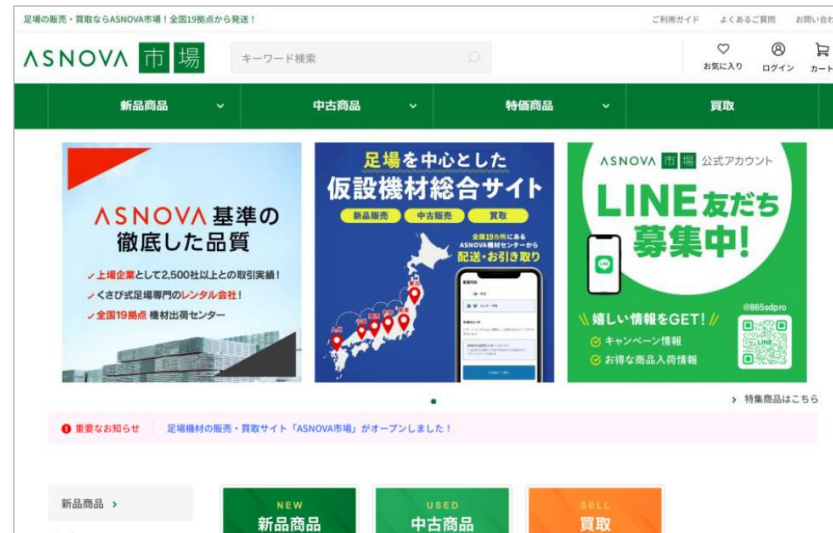 足場の販売・買取ならASNOVA市場!全国19拠点から発送!
ご利用ガイド よくあるご質問 お問い合わ
ASNOVA 市場
キーワード検索
お気に入り ログイン カート
新品商品 中古商品 特価商品 買取
ASNOVA 基準の
徹底した品質
上場企業として2,500社以上との取引実績!
くさび式足場専門のレンタル会社!
全国19拠点 機材出荷センター
足場を中心とした
仮設機材総合サイト
新品販売 中古販売 買取
全国19カ所にある
ASNOVA機材センターから
配送・お引き取り
ASNOVA 市場 公式アカウント
LINE友だち
募集中!
@865sdpro
\\ 嬉しい情報をGET! //
キャンペーン情報
お得な商品入荷情報
LINE
特集商品はこちら
重要なお知らせ 足場機材の販売・買取サイト「ASNOVA市場」がオープンしました!
新品商品
NEW
新品商品
USED
中古商品
SELL
買取